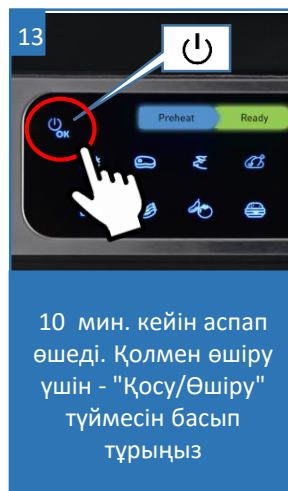 13
OK
Preheat Ready
10 мин. кейін аспап
өшеді. Қолмен өшіру
үшін - "Қосу/Өшіру"
түймесін басып
тұрыңыз